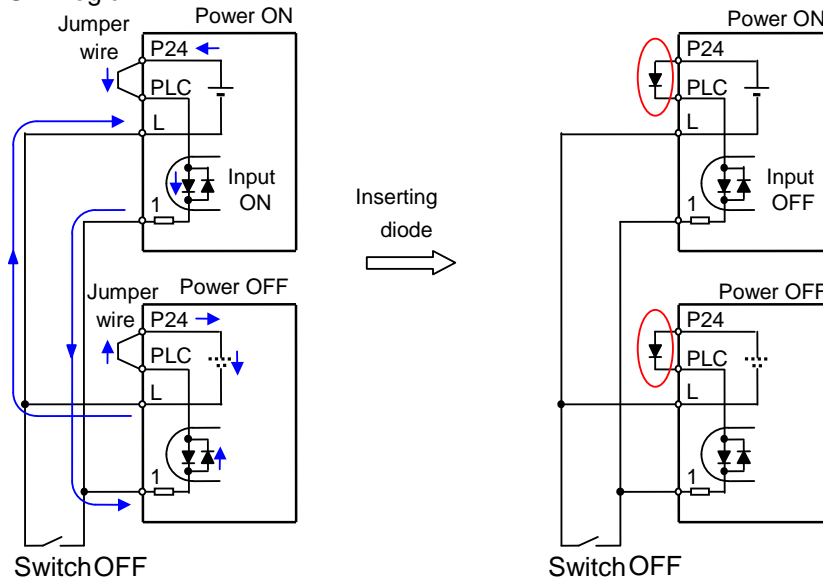 Power ON
Jumper
wire
P24
PLC
L
Input
ON
1
Power OFF
Jumper
wire
P24
PLC
L
1
Switch OFF
Inserting
diode
Power ON
P24
PLC
L
Input
OFF
1
Power OFF
P24
PLC
L
1
Switch OFF